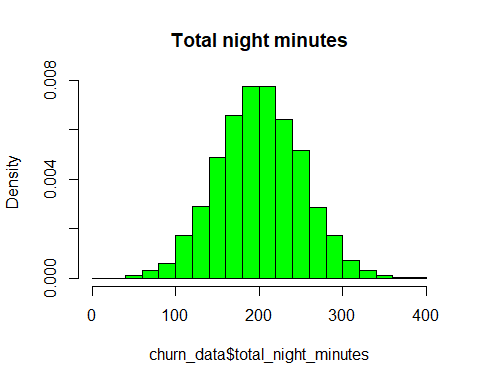 Total night minutes
Density
0.008
0.004
0.000
0 100 200 300 400
churn_data$total_night_minutes